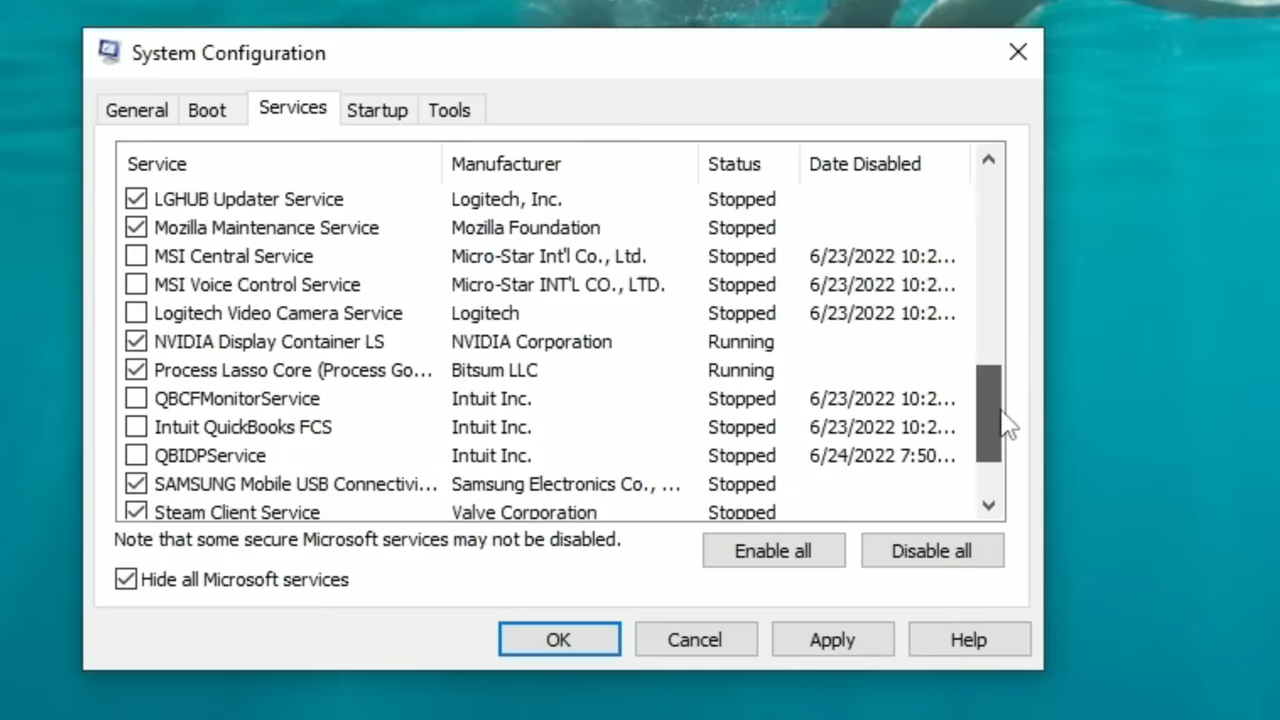 System Configuration
General Boot Services Startup Tools
Service Manufacturer Status Date Disabled
LGHUB Updater Service Logitech, Inc. Stopped
Mozilla Maintenance Service Mozilla Foundation Stopped
MSI Central Service Micro-Star Int'l Co., Ltd. Stopped 6/23/2022 10:2...
MSI Voice Control Service Micro-Star INT'L CO., LTD. Stopped 6/23/2022 10:2...
Logitech Video Camera Service Logitech Stopped 6/23/2022 10:2...
NVIDIA Display Container LS NVIDIA Corporation Running
Process Lasso Core (Process Go... Bitsum LLC Running
QBCFMonitorService Intuit Inc. Stopped 6/23/2022 10:2...
Intuit QuickBooks FCS Intuit Inc. Stopped 6/23/2022 10:2...
QBIDPService Intuit Inc. Stopped 6/24/2022 7:50...
SAMSUNG Mobile USB Connectivi... Samsung Electronics Co., ... Stopped
Steam Client Service Valve Corporation Stopped
Note that some secure Microsoft services may not be disabled.
Enable all Disable all
Hide all Microsoft services
OK Cancel Apply Help